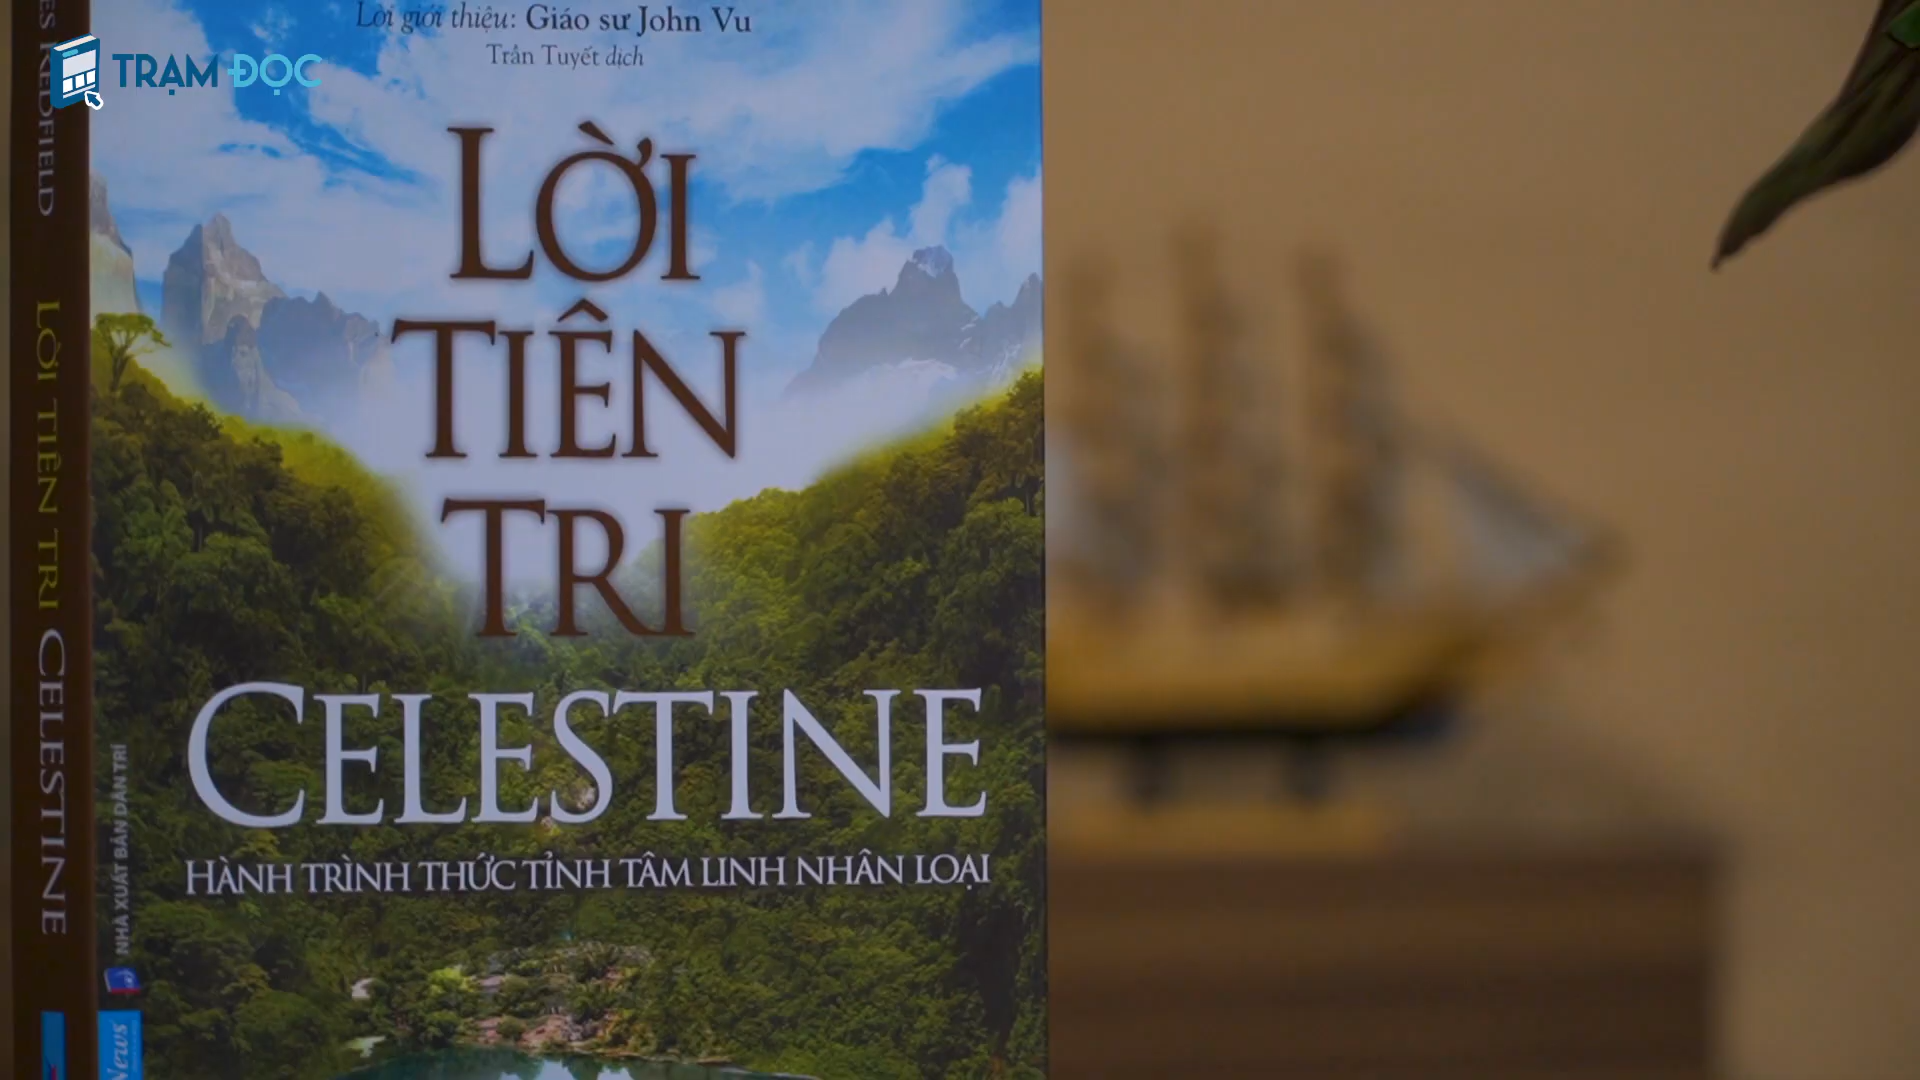 Lời giới thiệu: Giáo sư John Vu
Trần Tuyết dịch
TRẠM ĐỌC
LỜI
TIÊN
TRI
CELESTINE
HÀNH TRÌNH THỨC TỈNH TÂM LINH NHÂN LOẠI
REDFIELD
LỜI TIÊN TRI CELESTINE
NHÀ XUẤT BẢN DÂN TRÍ
News